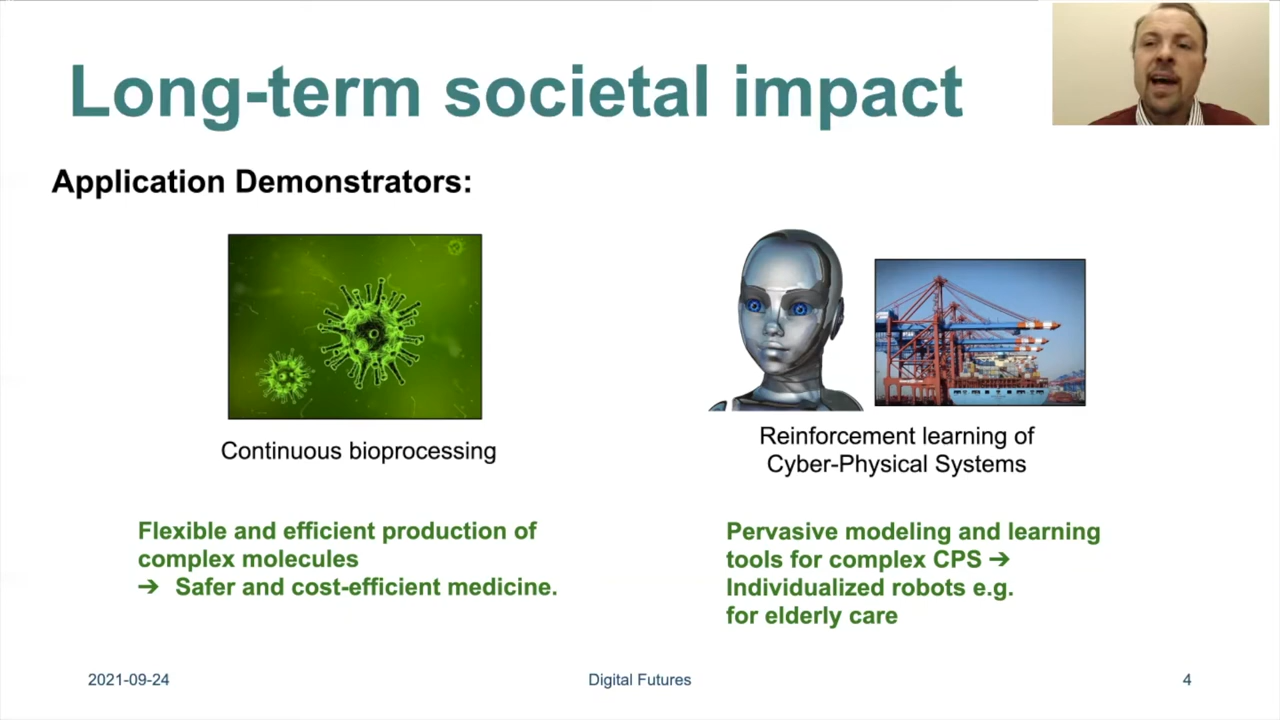 Long-term societal impact
Application Demonstrators:
Continuous bioprocessing
Reinforcement learning of
Cyber-Physical Systems
Flexible and efficient production of
complex molecules
➔ Safer and cost-efficient medicine.
Pervasive modeling and learning
tools for complex CPS ➔
Individualized robots e.g.
for elderly care
2021-09-24
Digital Futures
4